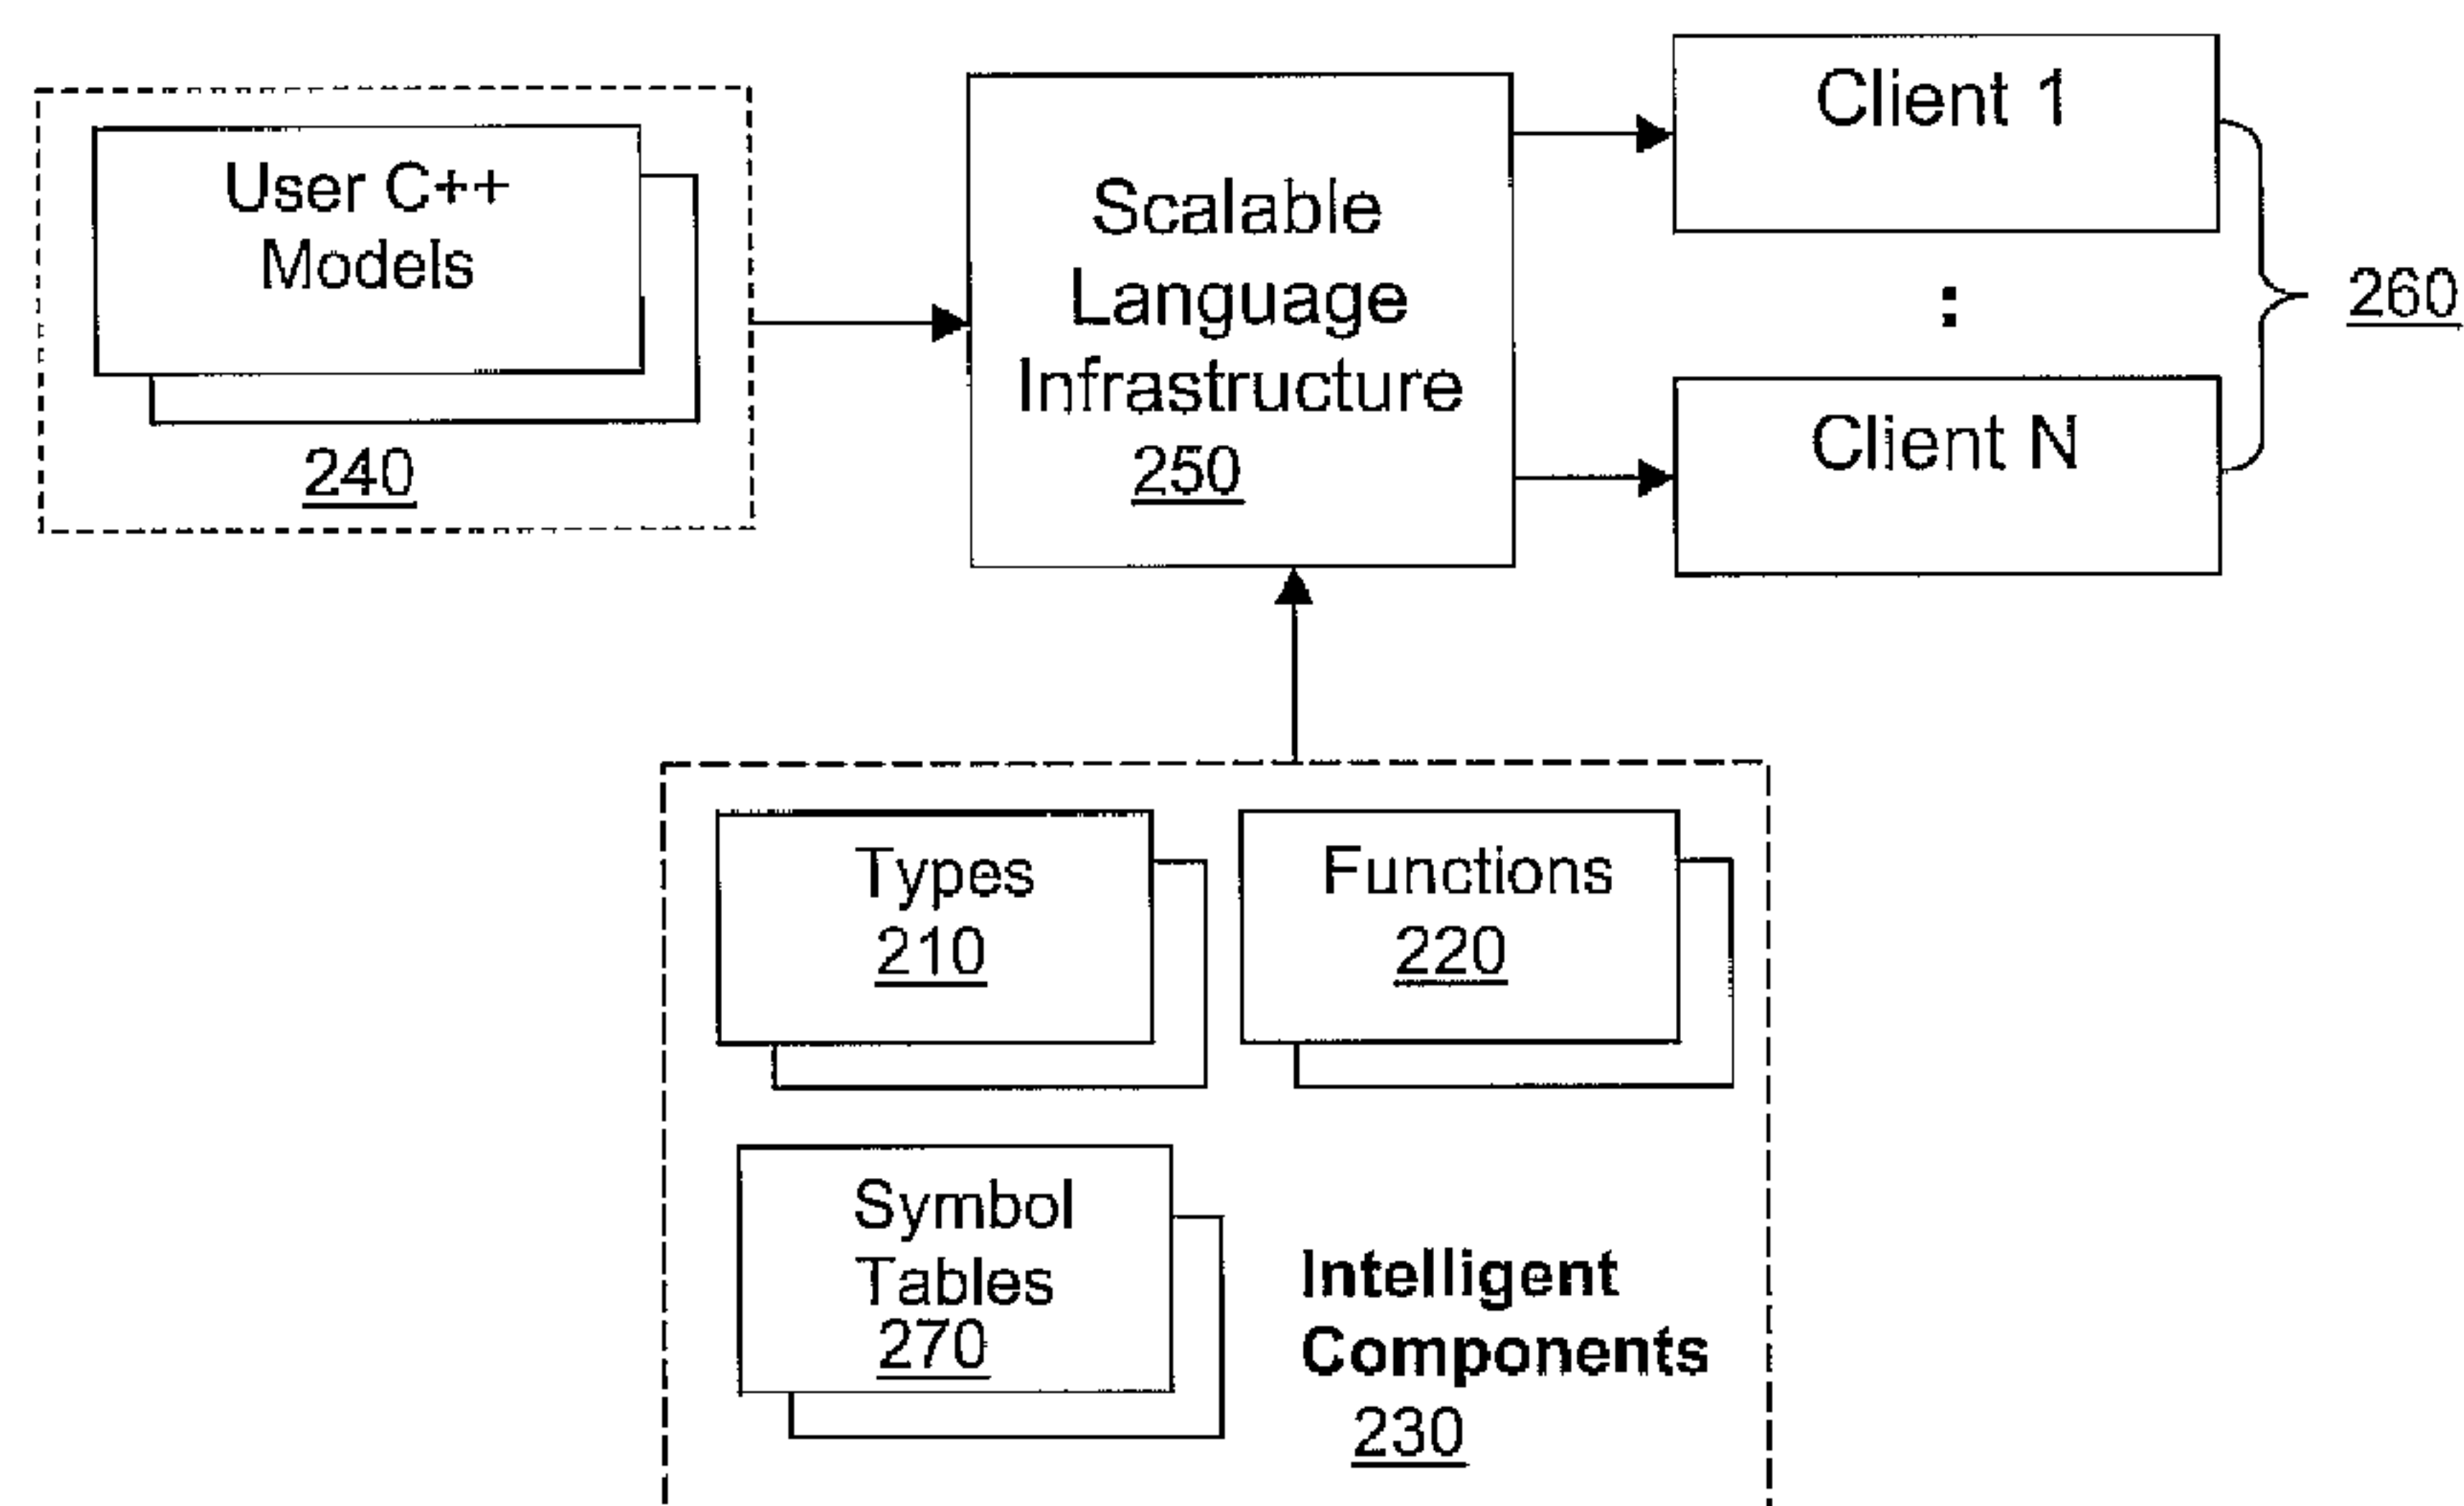 User C++
Models
240
Scalable
Language
Infrastructure
250
Client 1
:
Client N
260
Types
210
Functions
220
Symbol
Tables
270
Intelligent
Components
230